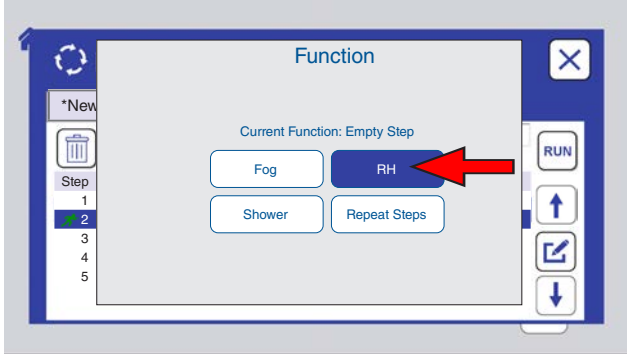 Function
*New
Current Function: Empty Step
Fog
RH
RUN
Step
1
Shower
Repeat Steps
2
3
4
5